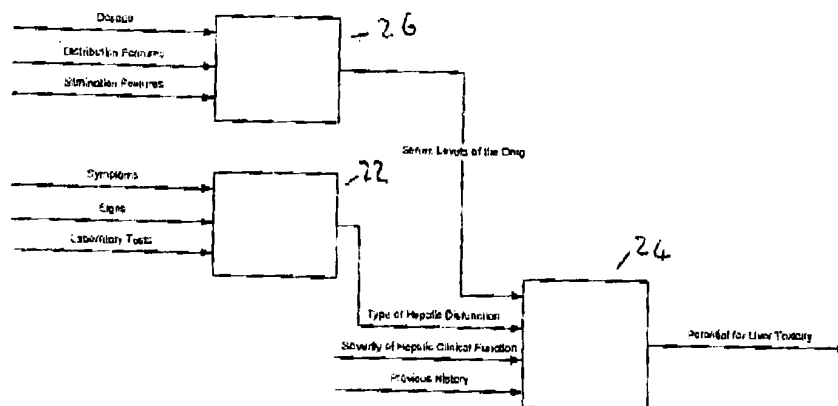 Dosage
26
Distribution Features
Elimination Features
Serum Levels of the Drug
22
Symptoms
Signs
Laboratory Tests
24
Type of Hepatic Disfunction
Potential for Liver Toxicity
Severity of Hepatic Clinical Function
Previous History